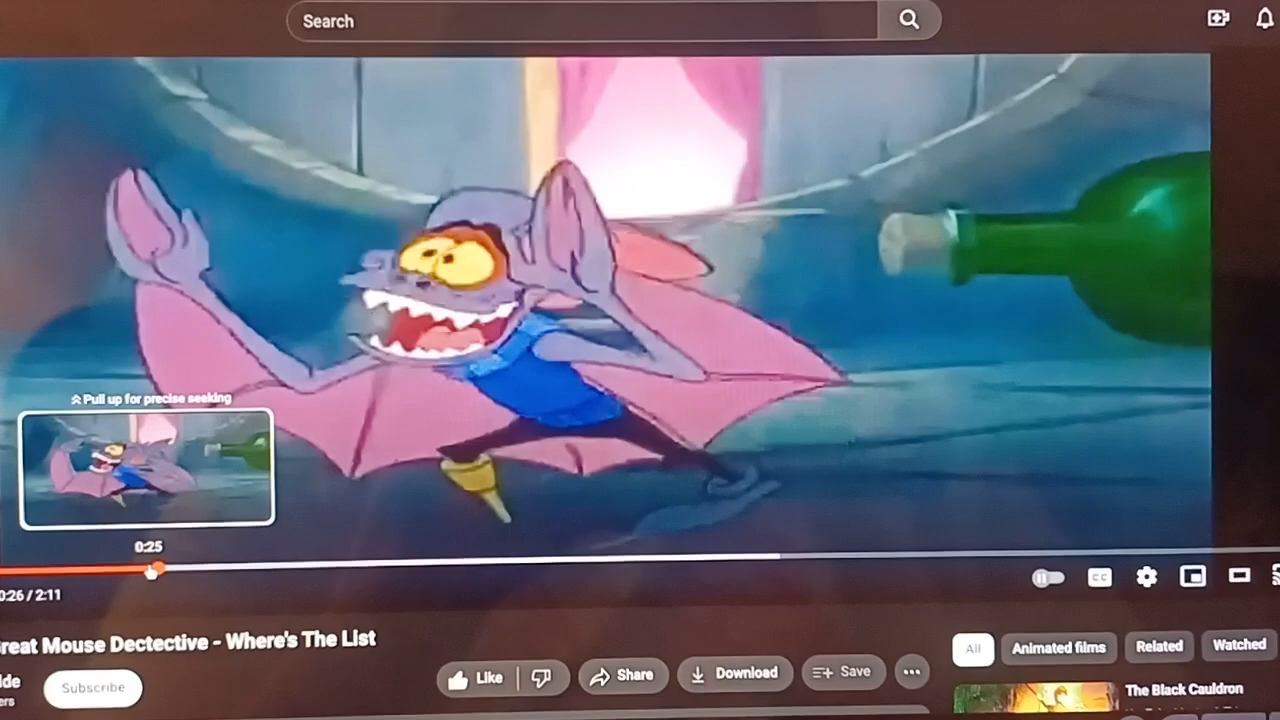 Search
Pull up for precise seeking
0:25
0:26 / 2:11
reat Mouse Dectective - Where's The List
Subscribe
Like
Share
Download
Save
All
Animated films
Related
Watched
The Black Cauldron